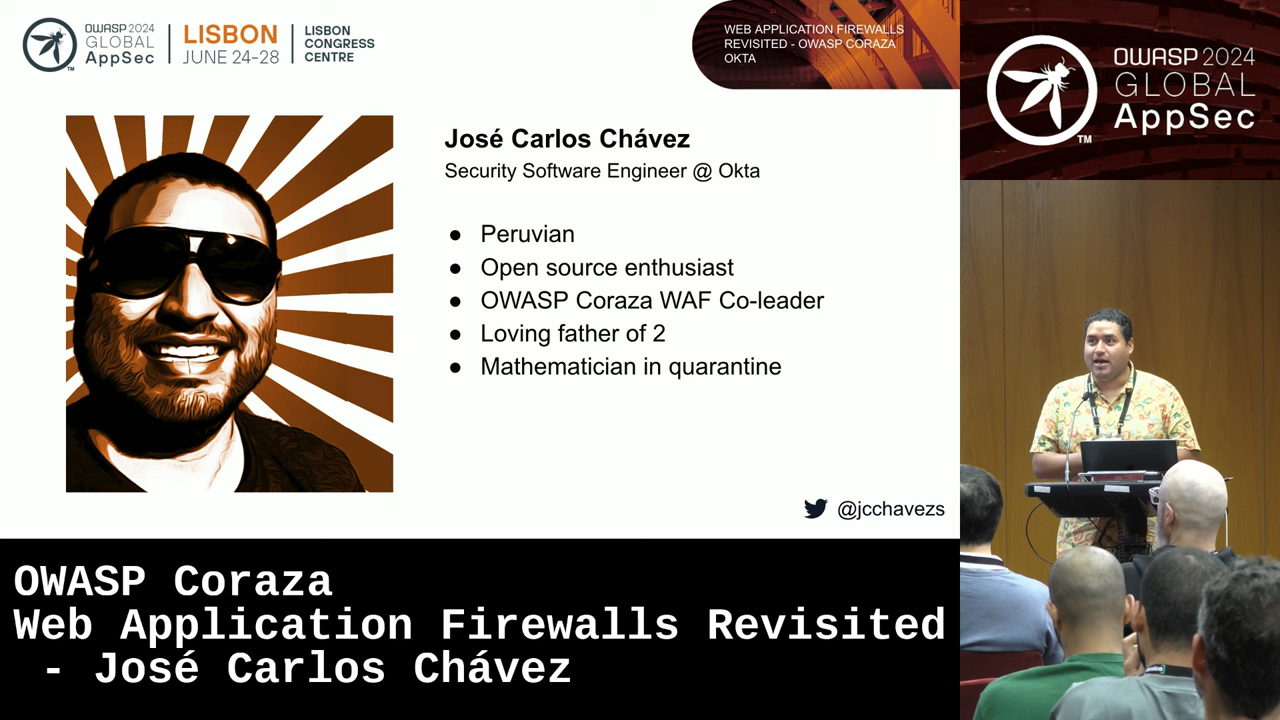 OWASP 2024
GLOBAL
AppSec
TM
LISBON
JUNE 24-28
LISBON
CONGRESS
CENTRE
WEB APPLICATION FIREWALLS
REVISITED - OWASP CORAZA
OKTA
José Carlos Chávez
Security Software Engineer @ Okta
● Peruvian
● Open source enthusiast
● OWASP Coraza WAF Co-leader
● Loving father of 2
● Mathematician in quarantine
@jcchavezs
OWASP 2024
GLOBAL
AppSec
TM
OWASP Coraza
Web Application Firewalls Revisited
- José Carlos Chávez